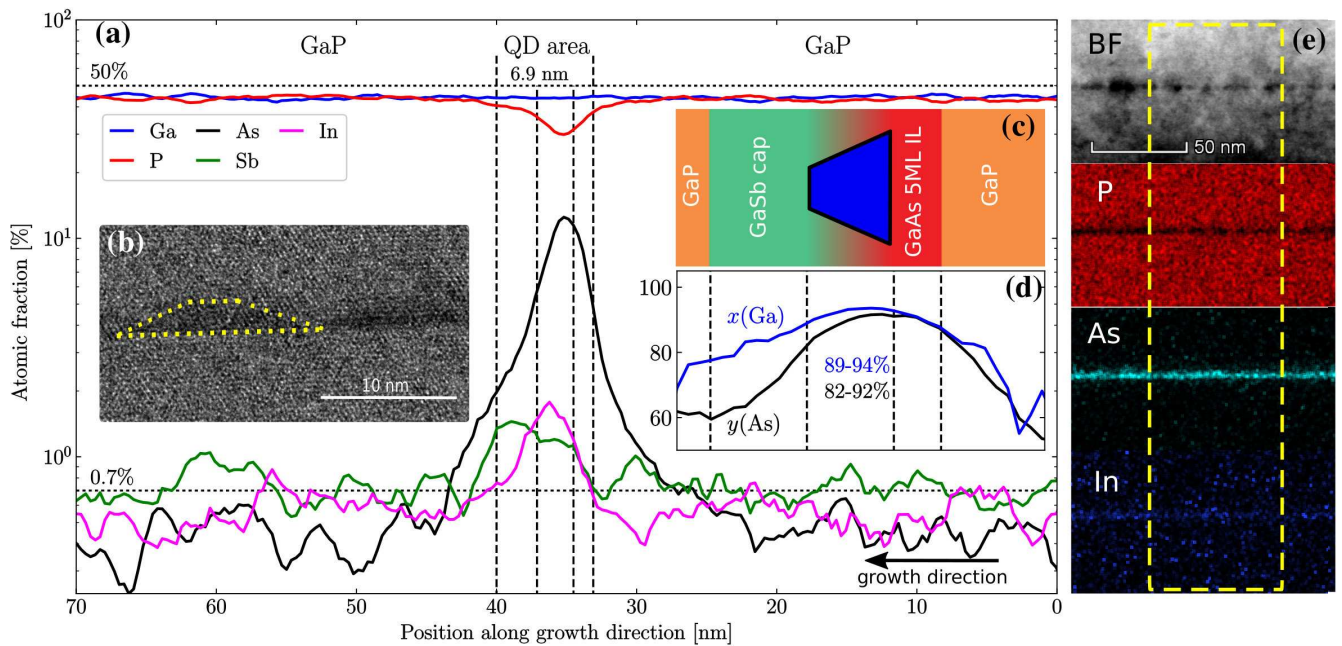 (a)
GaP
QD area
GaP
6.9 nm
50%
Ga
As
In
P
Sb
(b)
10 nm
(c)
GaP
GaSb cap
GaAs 5ML IL
GaP
(d)
100
80
60
x(Ga)
89-94%
82-92%
y(As)
0.7%
growth direction
10²
10¹
10⁰
Atomic fraction [%]
70
60
50
40
30
20
10
0
Position along growth direction [nm]
BF
(e)
50 nm
P
As
In